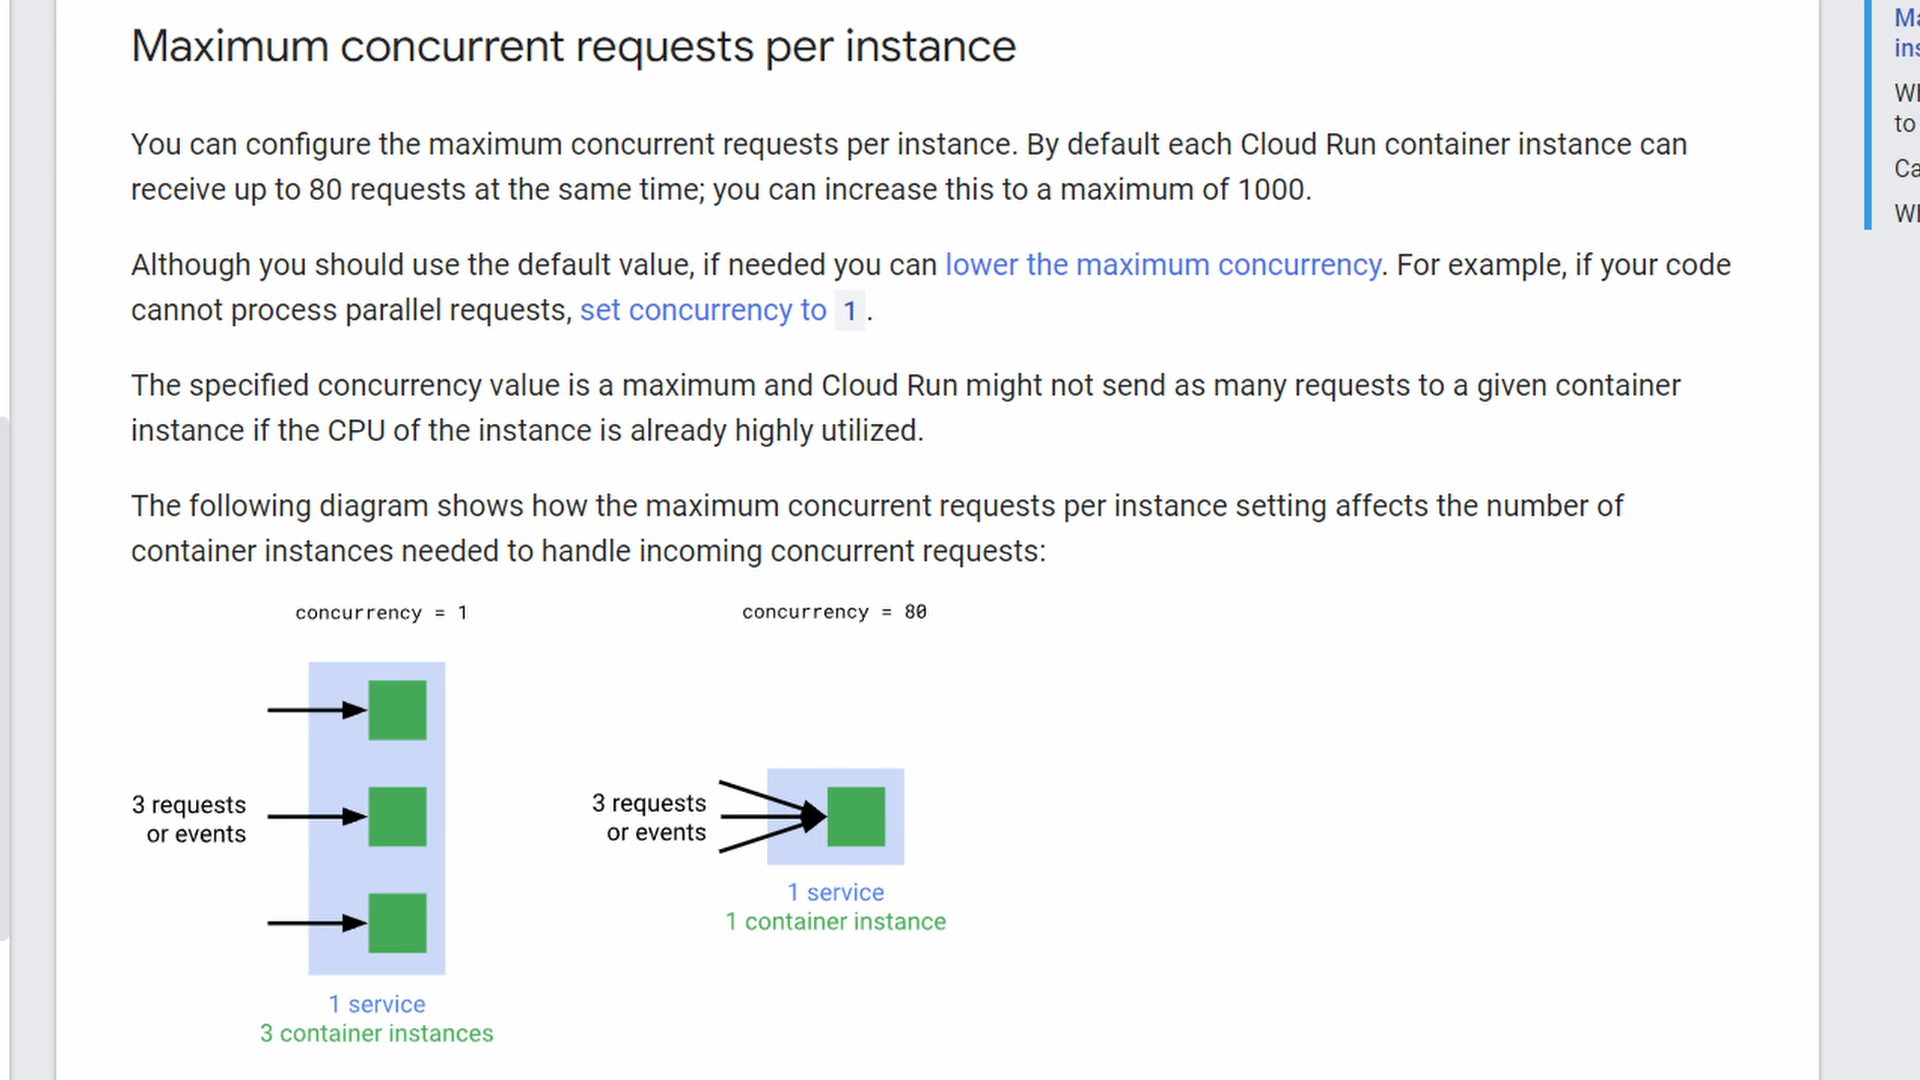 Maximum concurrent requests per instance
You can configure the maximum concurrent requests per instance. By default each Cloud Run container instance can
receive up to 80 requests at the same time; you can increase this to a maximum of 1000.
Although you should use the default value, if needed you can lower the maximum concurrency. For example, if your code
cannot process parallel requests, set concurrency to 1.
The specified concurrency value is a maximum and Cloud Run might not send as many requests to a given container
instance if the CPU of the instance is already highly utilized.
The following diagram shows how the maximum concurrent requests per instance setting affects the number of
container instances needed to handle incoming concurrent requests:
concurrency = 1
3 requests
or events
1 service
3 container instances
concurrency = 80
3 requests
or events
1 service
1 container instance
to